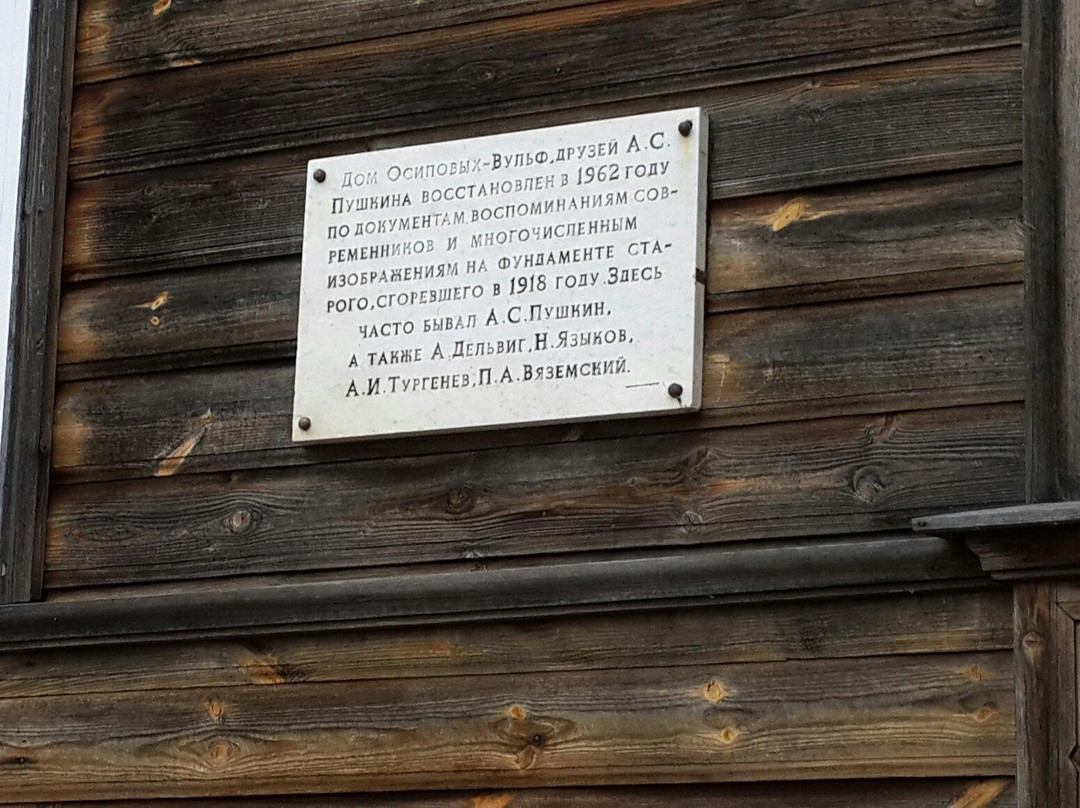 Дом Осиповых-Вульф, друзей А.С.
Пушкина восстановлен в 1962 году
по документам, воспоминаниям сов-
ременников и многочисленным
изображениям на фундаменте ста-
рого, сгоревшего в 1918 году. Здесь
часто бывал А.С. Пушкин,
а также А. Дельвиг, Н. Языков,
А.И. Тургенев, П.А. Вяземский.